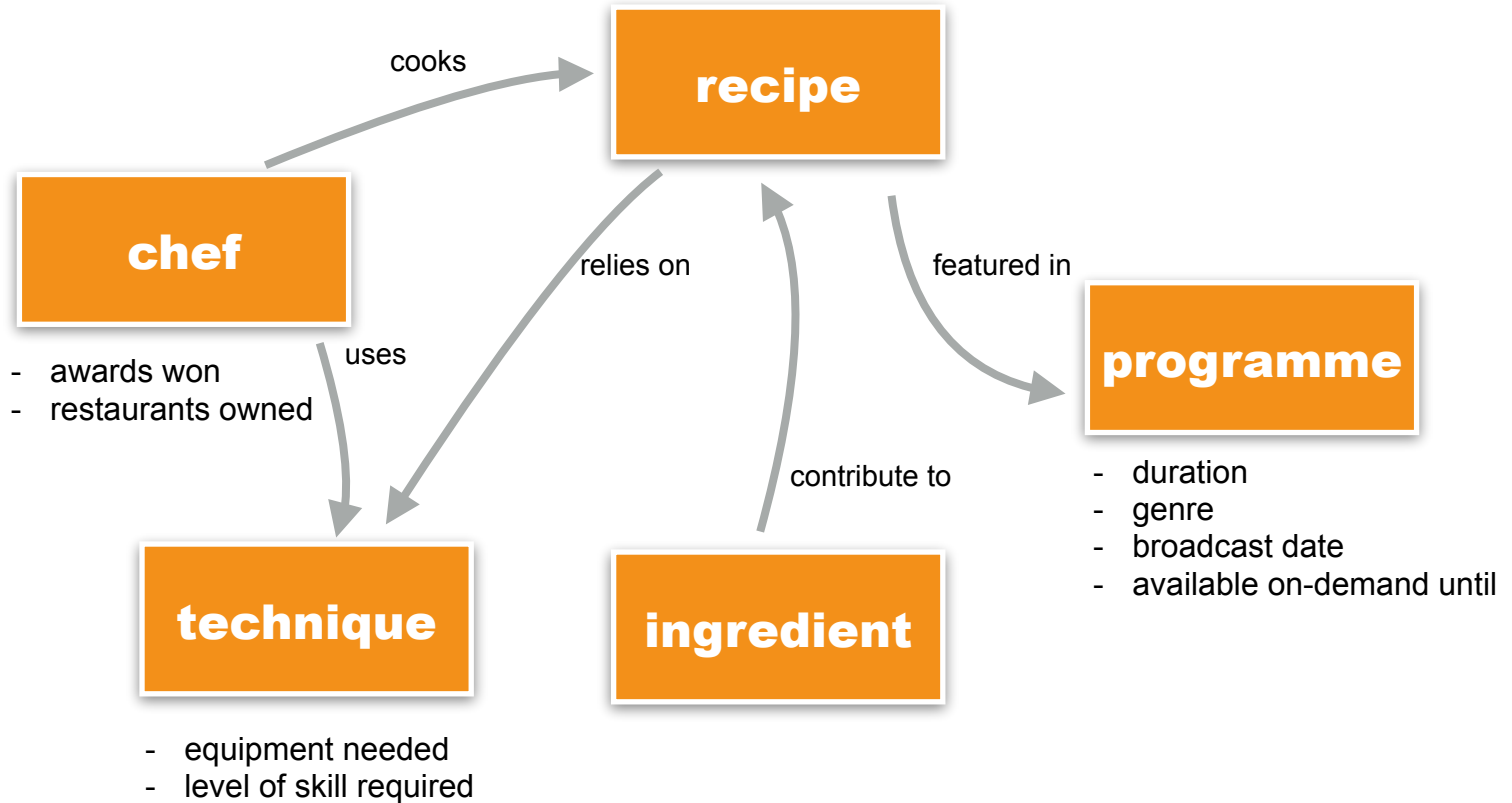 cooks
recipe
chef
relies on
featured in
uses
programme
- awards won
- restaurants owned
contribute to
- duration
- genre
- broadcast date
- available on-demand until
technique
ingredient
- equipment needed
- level of skill required